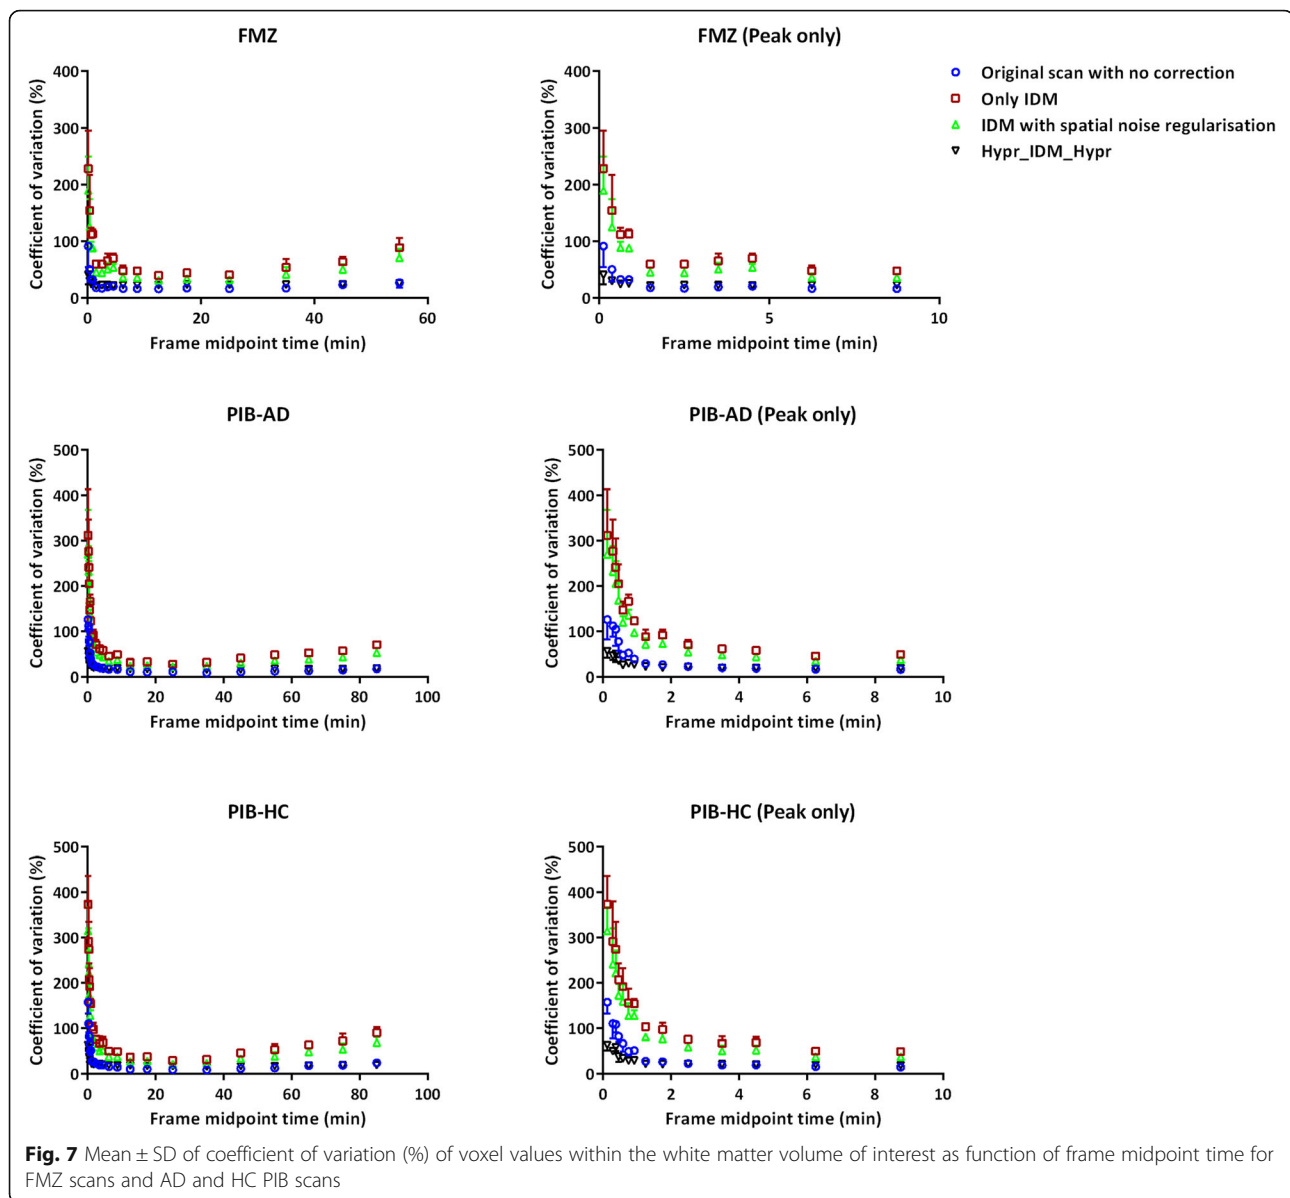 FMZ
400
300
200
100
0
0 20 40 60
Coefficient of variation (%)
Frame midpoint time (min)
FMZ (Peak only)
400
300
200
100
0
0 5 10
Coefficient of variation (%)
Frame midpoint time (min)
Original scan with no correction
Only IDM
IDM with spatial noise regularisation
Hypr_IDM_Hypr
PIB-AD
500
400
300
200
100
0
0 20 40 60 80 100
Coefficient of variation (%)
Frame midpoint time (min)
PIB-AD (Peak only)
500
400
300
200
100
0
0 2 4 6 8 10
Coefficient of variation (%)
Frame midpoint time (min)
PIB-HC
500
400
300
200
100
0
0 20 40 60 80 100
Coefficient of variation (%)
Frame midpoint time (min)
PIB-HC (Peak only)
500
400
300
200
100
0
0 2 4 6 8 10
Coefficient of variation (%)
Frame midpoint time (min)
Fig. 7 Mean ± SD of coefficient of variation (%) of voxel values within the white matter volume of interest as function of frame midpoint time for
FMZ scans and AD and HC PIB scans